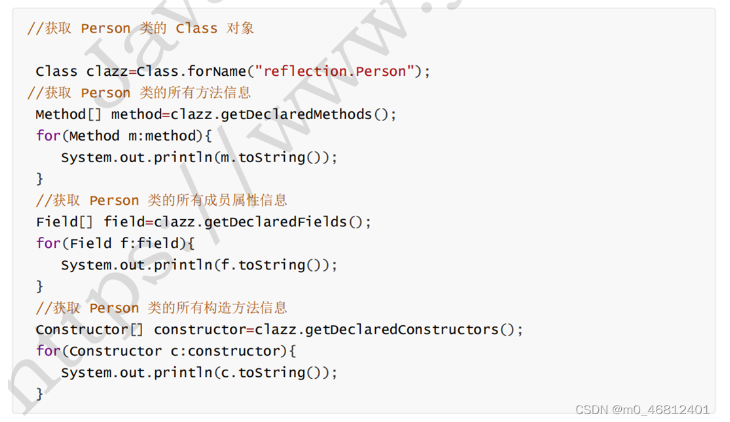 //获取 Person 类的 Class 对象
Class clazz=Class.forName("reflection.Person");
//获取 Person 类的所有方法信息
Method[] method=clazz.getDeclaredMethods();
for(Method m:method){
System.out.println(m.toString());
}
//获取 Person 类的所有成员属性信息
Field[] field=clazz.getDeclaredFields();
for(Field f:field){
System.out.println(f.toString());
}
//获取 Person 类的所有构造方法信息
Constructor[] constructor=clazz.getDeclaredConstructors();
for(Constructor c:constructor){
System.out.println(c.toString());
}
https://www.
CSDN @m0_46812401